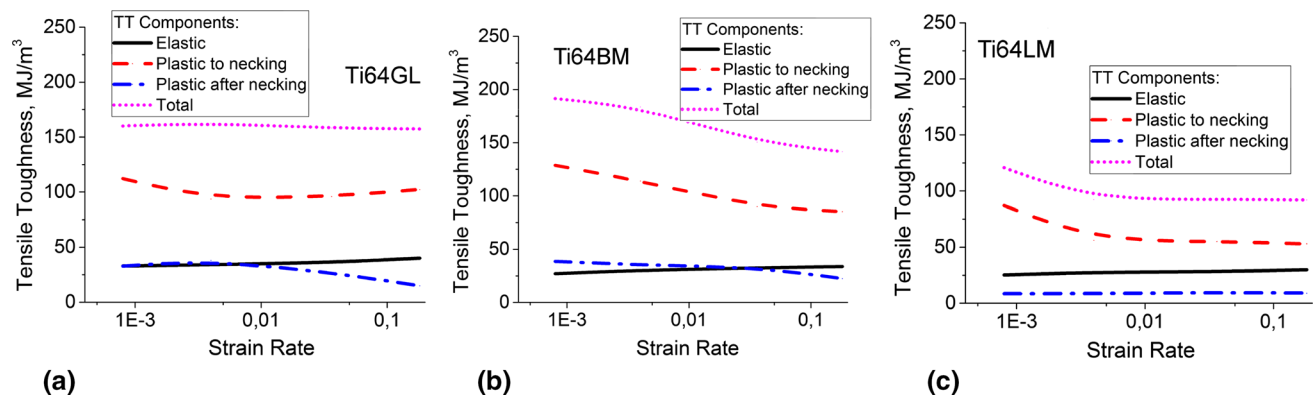 TT Components:
Elastic
Plastic to necking
Plastic after necking
Total
Ti64GL
250
200
150
100
50
0
Tensile Toughness, MJ/m³
1E-3
0,01
0,1
Strain Rate
(a)
TT Components:
Elastic
Plastic to necking
Plastic after necking
Total
Ti64BM
250
200
150
100
50
0
Tensile Toughness, MJ/m³
1E-3
0,01
0,1
Strain Rate
(b)
Ti64LM
TT Components:
Elastic
Plastic to necking
Plastic after necking
Total
250
200
150
100
50
0
Tensile Toughness, MJ/m³
1E-3
0,01
0,1
Strain Rate
(c)